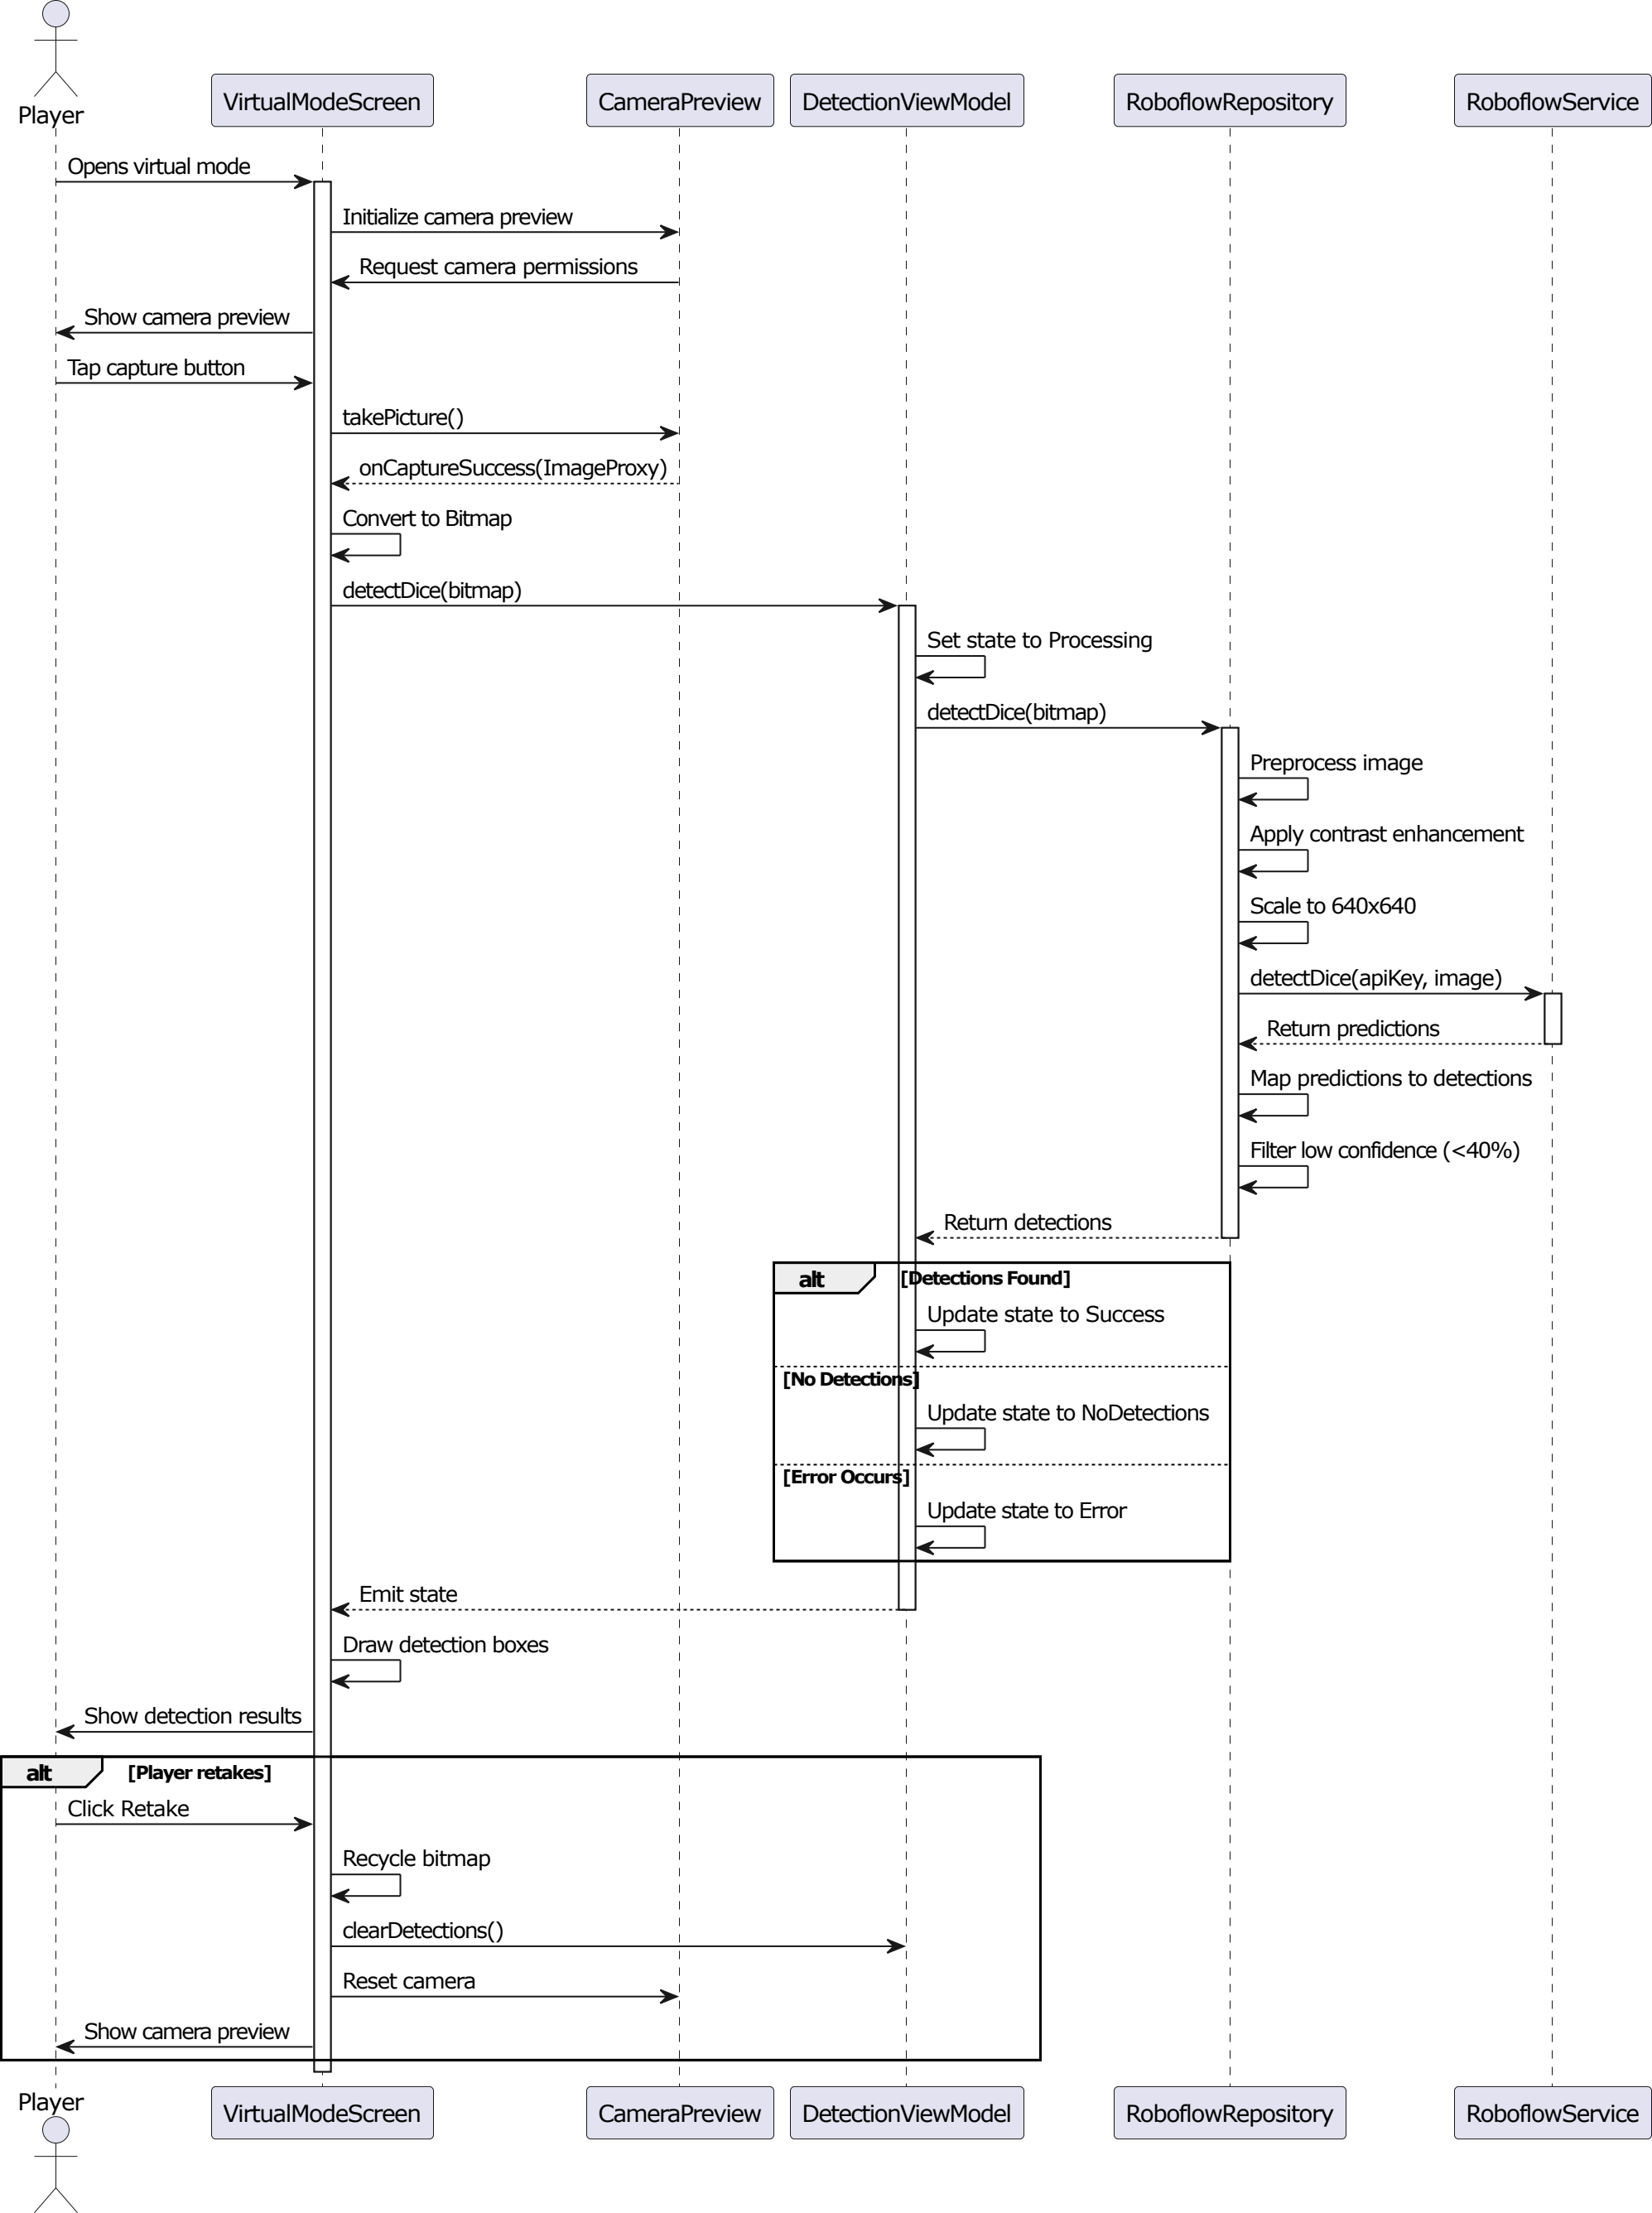 Player
VirtualModeScreen
CameraPreview
DetectionViewModel
RoboflowRepository
RoboflowService
Opens virtual mode
Initialize camera preview
Request camera permissions
Show camera preview
Tap capture button
takePicture()
onCaptureSuccess(ImageProxy)
Convert to Bitmap
detectDice(bitmap)
Set state to Processing
detectDice(bitmap)
Preprocess image
Apply contrast enhancement
Scale to 640x640
detectDice(apiKey, image)
Return predictions
Map predictions to detections
Filter low confidence (<40%)
Return detections
alt
[Detections Found]
Update state to Success
[No Detections]
Update state to NoDetections
[Error Occurs]
Update state to Error
Emit state
Draw detection boxes
Show detection results
alt
[Player retakes]
Click Retake
Recycle bitmap
clearDetections()
Reset camera
Show camera preview
Player
VirtualModeScreen
CameraPreview
DetectionViewModel
RoboflowRepository
RoboflowService